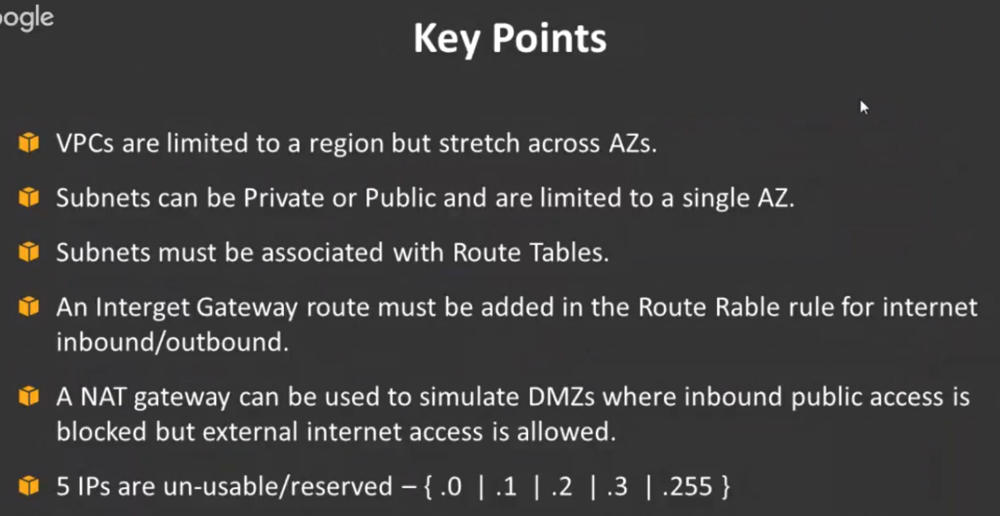 oogle
Key Points
VPCs are limited to a region but stretch across AZs.
Subnets can be Private or Public and are limited to a single AZ.
Subnets must be associated with Route Tables.
An Interget Gateway route must be added in the Route Rable rule for internet
inbound/outbound.
A NAT gateway can be used to simulate DMZs where inbound public access is
blocked but external internet access is allowed.
5 IPs are un-usable/reserved – { .0 | .1 | .2 | .3 | .255 }